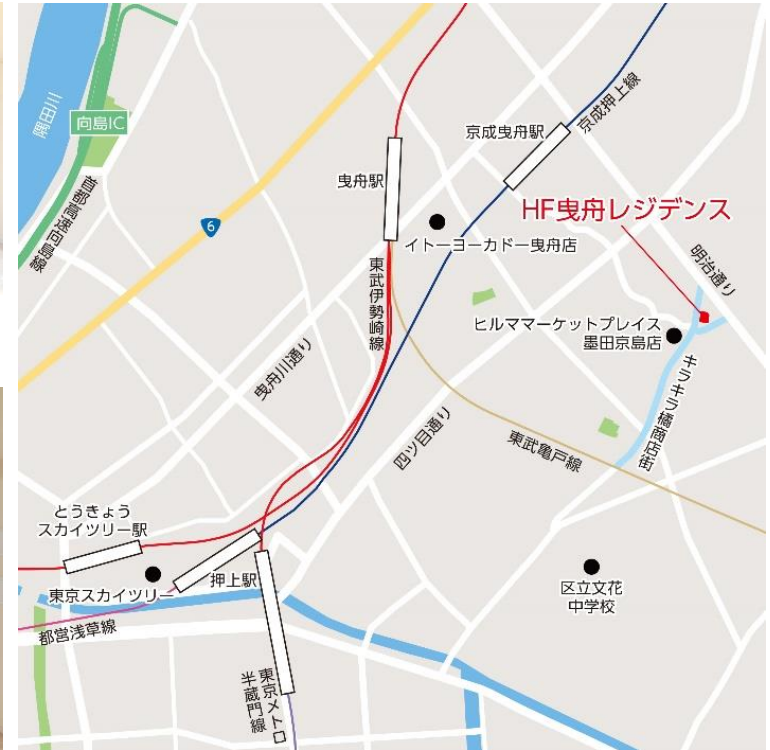 隅田川
向島IC
首都高速向島線
6
曳舟駅
京成曳舟駅
京成押上線
HF曳舟レジデンス
イトーヨーカドー曳舟店
明治通り
東武伊勢崎線
ヒルママーケットプレイス
墨田京島店
曳舟川通り
キラキラ橘商店街
四ツ目通り
東武亀戸線
とうきょう
スカイツリー駅
押上駅
東京スカイツリー
区立文花
中学校
都営浅草線
東京メトロ
半蔵門線